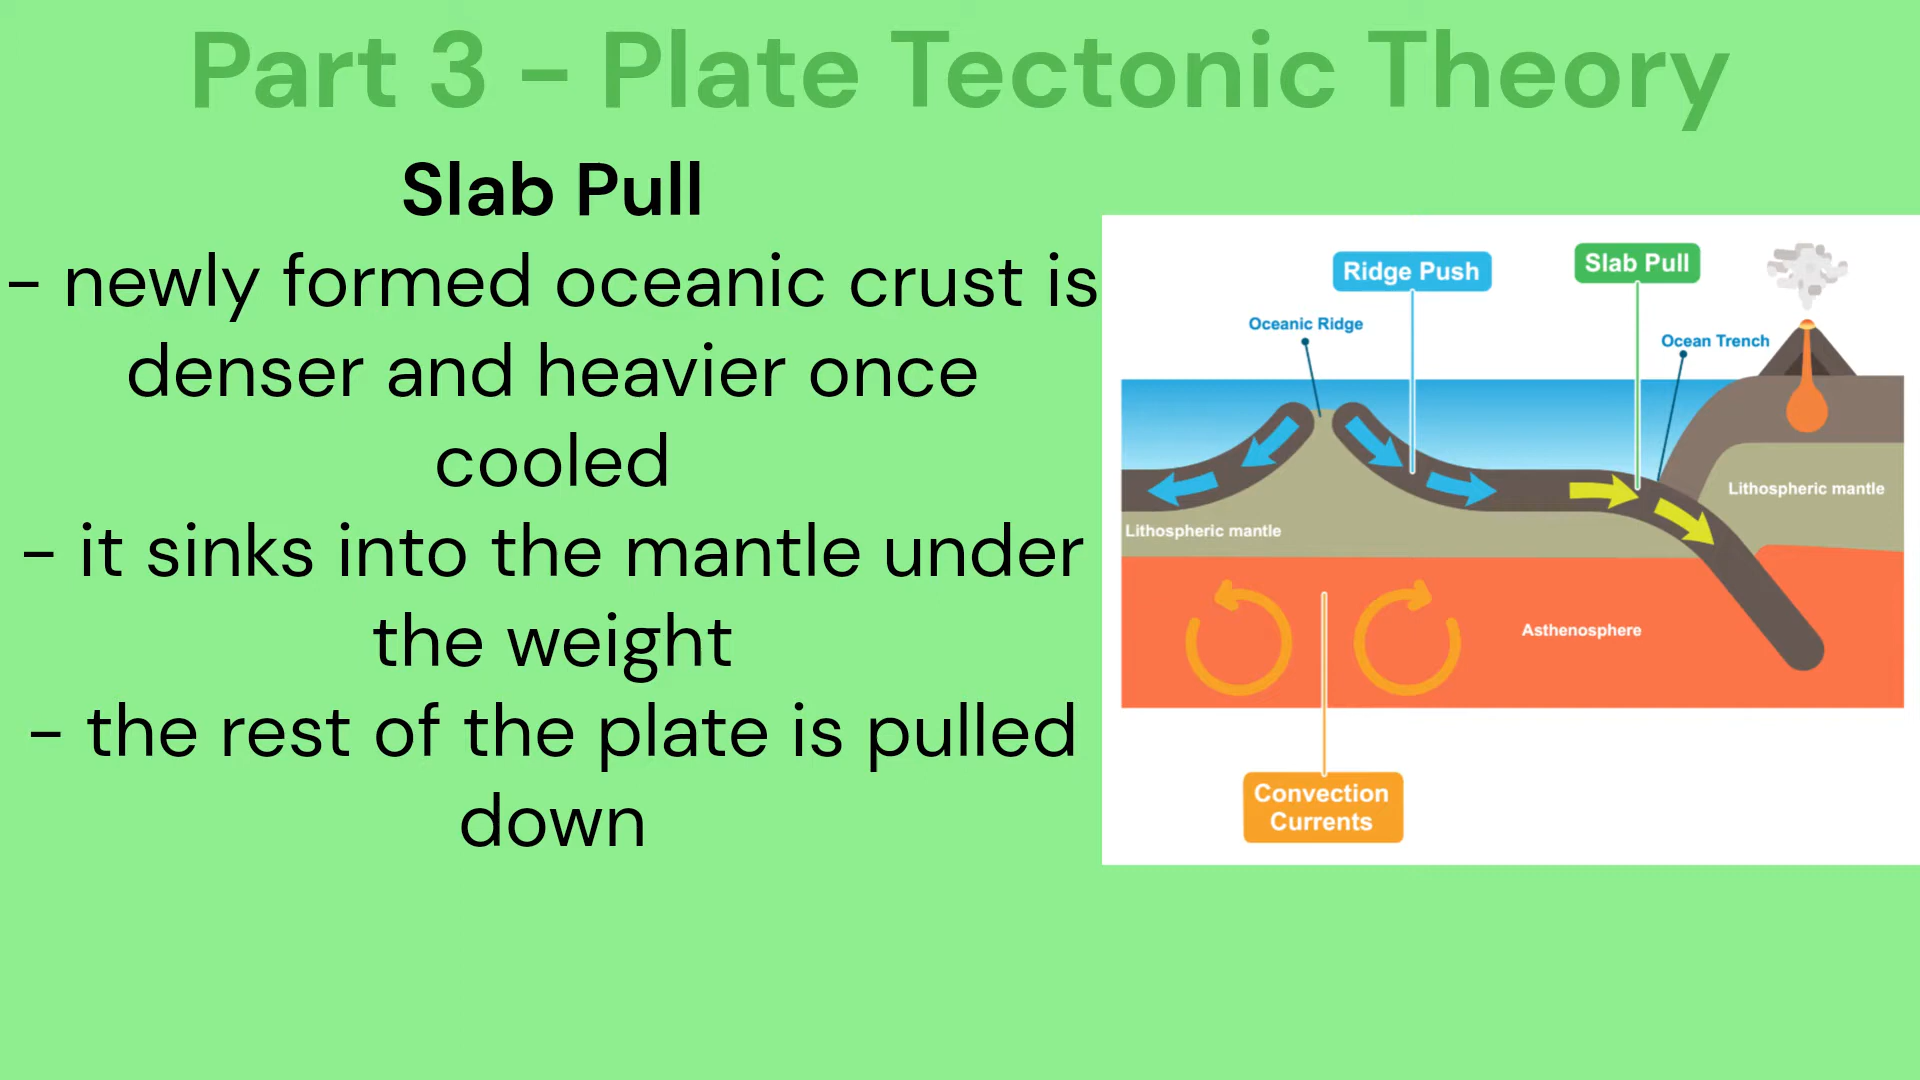 Part 3 - Plate Tectonic Theory
Slab Pull
- newly formed oceanic crust is
denser and heavier once
cooled
- it sinks into the mantle under
the weight
- the rest of the plate is pulled
down
Ridge Push
Slab Pull
Oceanic Ridge
Ocean Trench
Lithospheric mantle
Lithospheric mantle
Asthenosphere
Convection
Currents